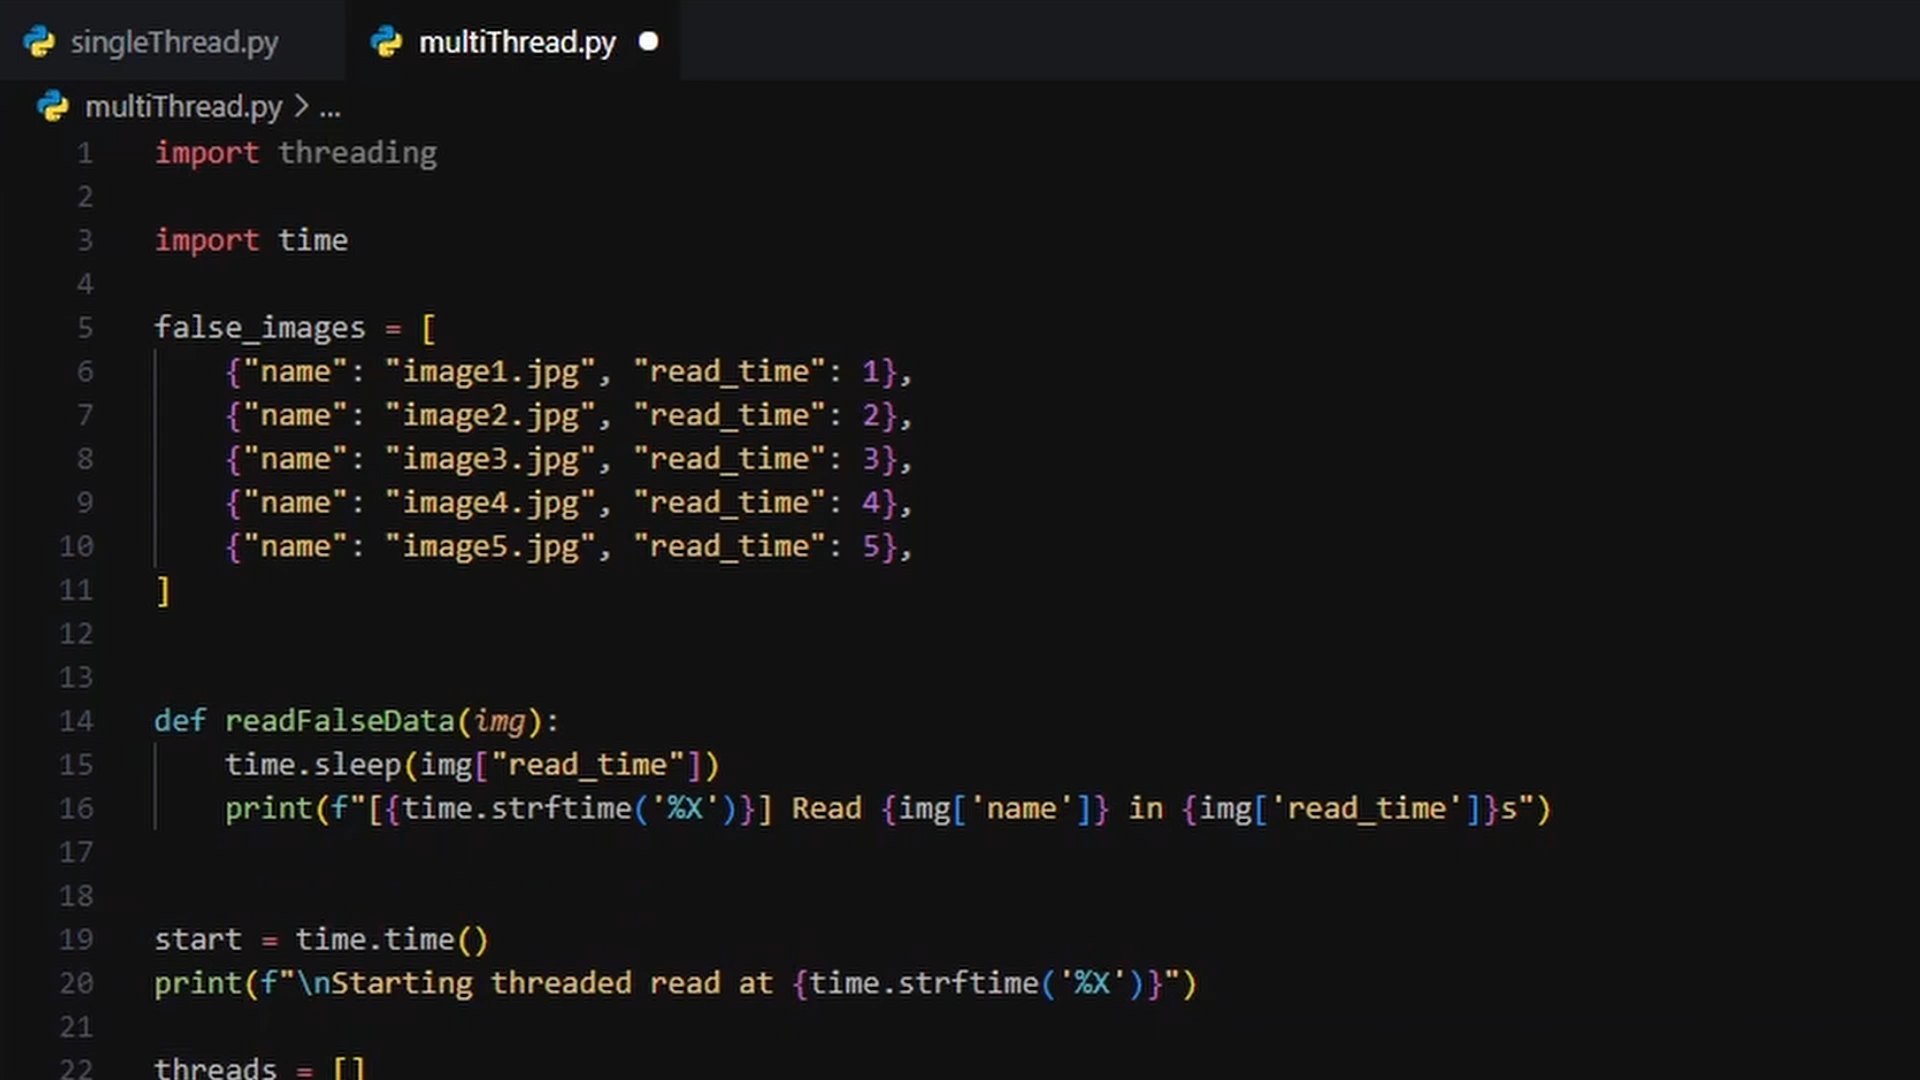 singleThread.py multiThread.py
multiThread.py > ...
1 import threading
2
3 import time
4
5 false_images = [
6 {"name": "image1.jpg", "read_time": 1},
7 {"name": "image2.jpg", "read_time": 2},
8 {"name": "image3.jpg", "read_time": 3},
9 {"name": "image4.jpg", "read_time": 4},
10 {"name": "image5.jpg", "read_time": 5},
11 ]
12
13
14 def readFalseData(img):
15 time.sleep(img["read_time"])
16 print(f"[{time.strftime('%X')}] Read {img['name']} in {img['read_time']}s")
17
18
19 start = time.time()
20 print(f"\nStarting threaded read at {time.strftime('%X')}")
21
22 threads = []